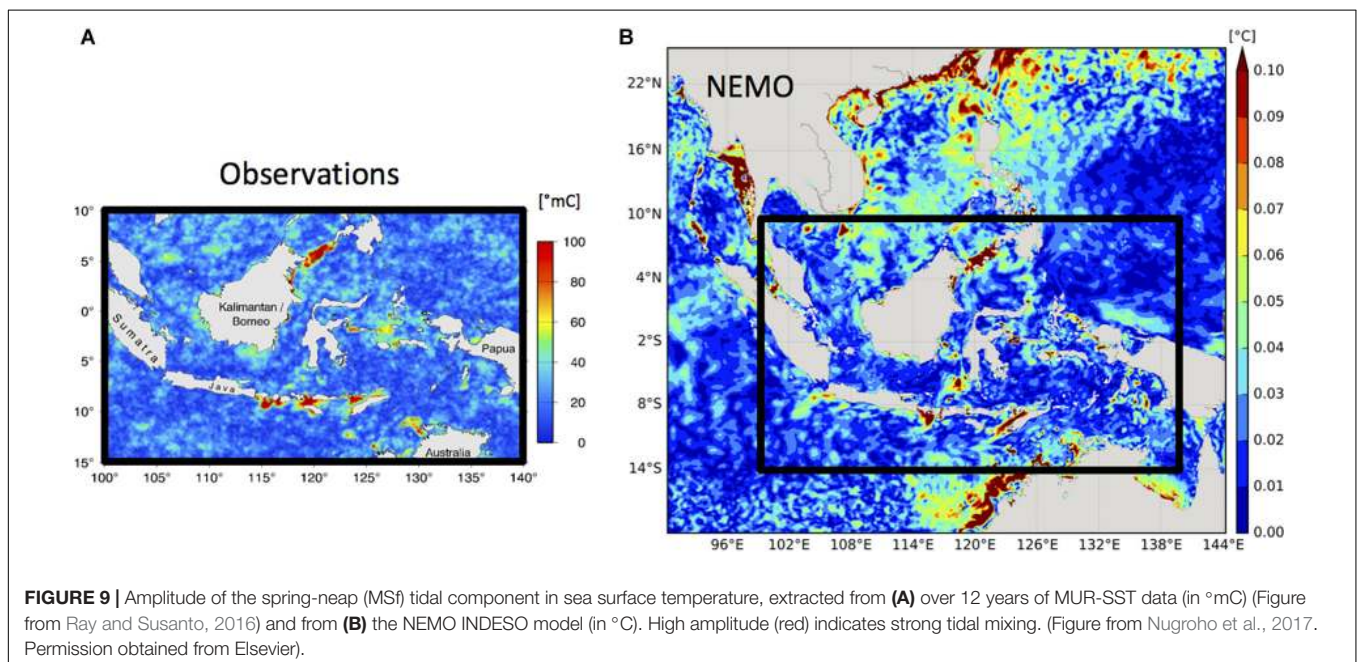 A
B
Observations
[°mC]
10°
5°
0°
5°
10°
15°
100°
105°
110°
115°
120°
125°
130°
135°
140°
Kalimantan /
Borneo
Sumatra
Java
Papua
Australia
100
80
60
40
20
0
NEMO
[°C]
22°N
16°N
10°N
4°N
2°S
8°S
14°S
96°E
102°E
108°E
114°E
120°E
126°E
132°E
138°E
144°E
0.10
0.09
0.08
0.07
0.06
0.05
0.04
0.03
0.02
0.01
0.00
FIGURE 9 | Amplitude of the spring-neap (MSf) tidal component in sea surface temperature, extracted from (A) over 12 years of MUR-SST data (in °mC) (Figure
from Ray and Susanto, 2016) and from (B) the NEMO INDESO model (in °C). High amplitude (red) indicates strong tidal mixing. (Figure from Nugroho et al., 2017.
Permission obtained from Elsevier).